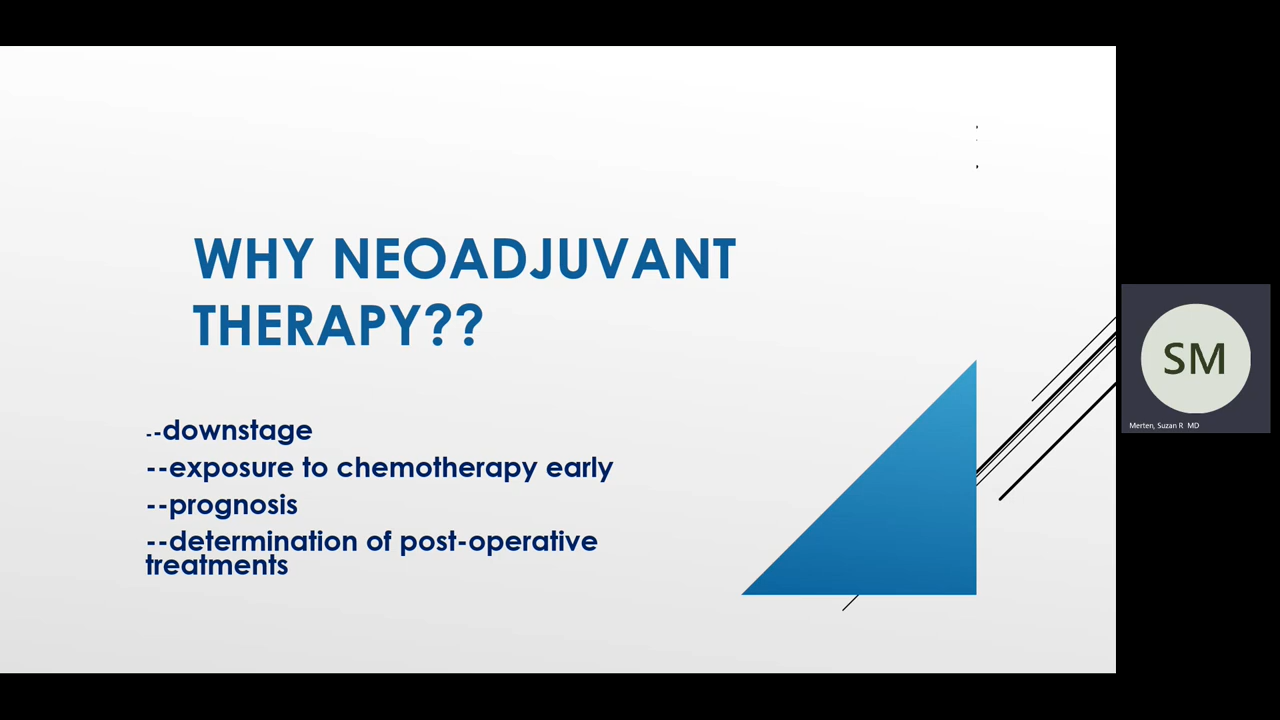 WHY NEOADJUVANT
THERAPY??
--downstage
--exposure to chemotherapy early
--prognosis
--determination of post-operative
treatments
SM
Merten, Suzan R MD